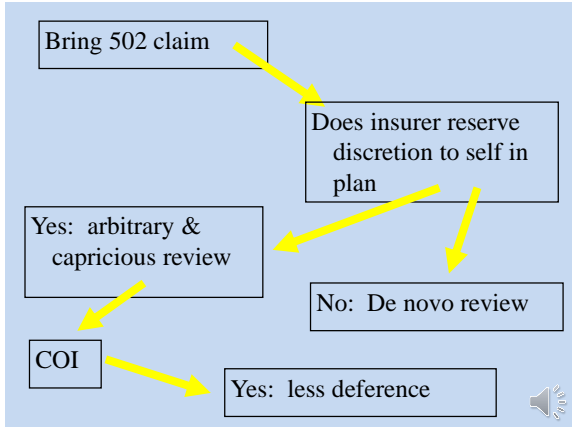 Bring 502 claim
Does insurer reserve
discretion to self in
plan
Yes: arbitrary &
capricious review
No: De novo review
COI
Yes: less deference